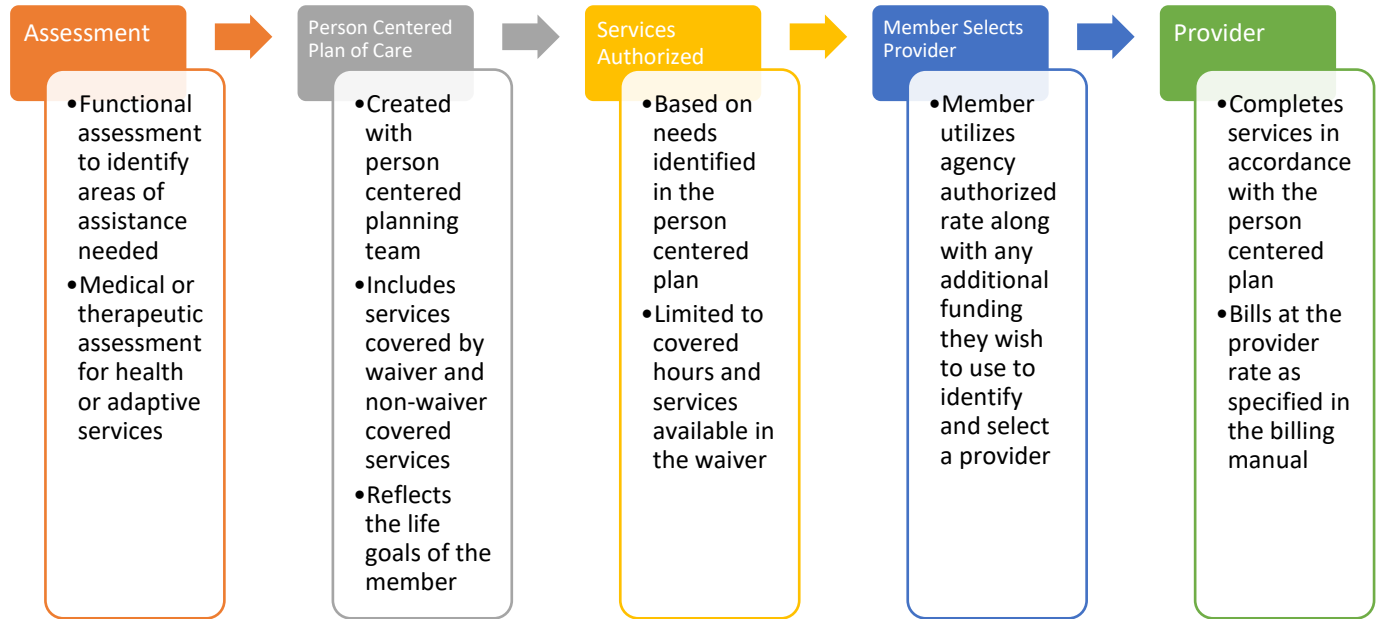 Assessment
•Functional
assessment
to identify
areas of
assistance
needed
•Medical or
therapeutic
assessment
for health
or adaptive
services
Person Centered
Plan of Care
•Created
with
person
centered
planning
team
•Includes
services
covered by
waiver and
non-waiver
covered
services
•Reflects
the life
goals of the
member
Services
Authorized
•Based on
needs
identified
in the
person
centered
plan
•Limited to
covered
hours and
services
available in
the waiver
Member Selects
Provider
•Member
utilizes
agency
authorized
rate along
with any
additional
funding
they wish
to use to
identify
and select
a provider
Provider
•Completes
services in
accordance
with the
person
centered
plan
•Bills at the
provider
rate as
specified in
the billing
manual